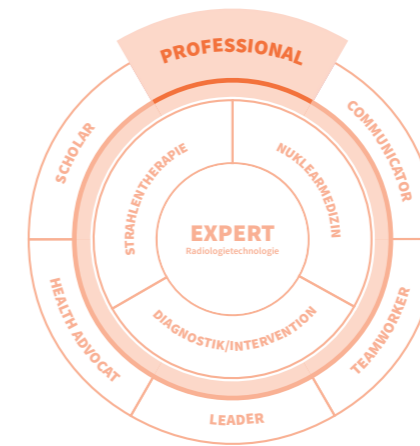 PROFESSIONAL
COMMUNICATOR
TEAMWORKER
LEADER
HEALTH ADVOCAT
SCHOLAR
STRAHLENTHERAPIE
NUKLEARMEDIZIN
DIAGNOSTIK/INTERVENTION
EXPERT
Radiologietechnologie